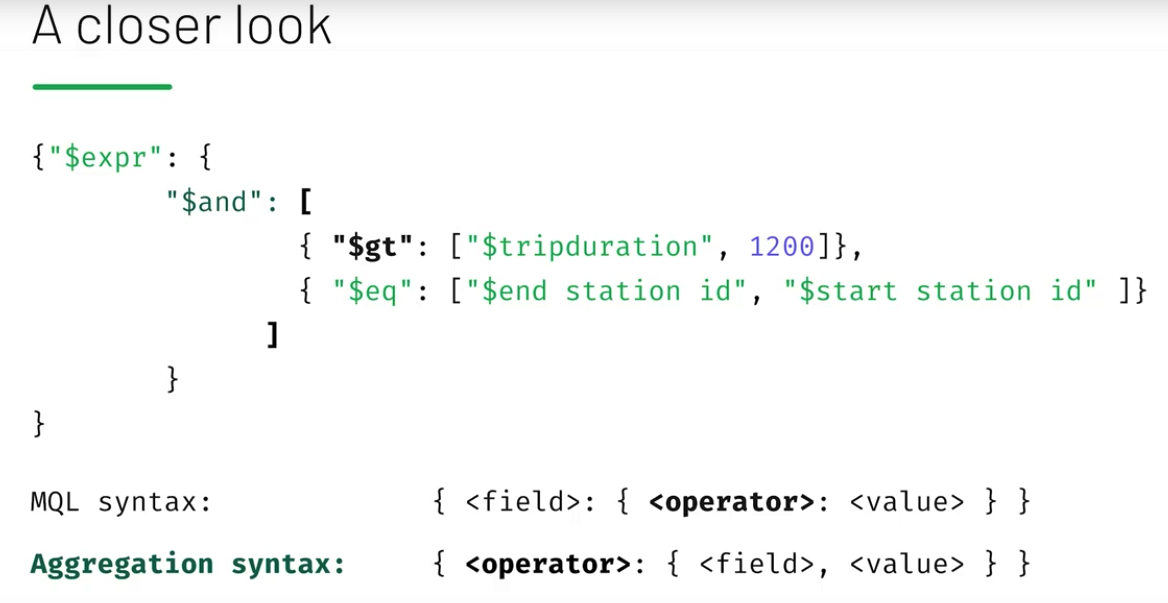 A closer look
{"$expr": {
"$and": [
{ "$gt": ["$tripduration", 1200]},
{ "$eq": ["$end station id", "$start station id" ]}
]
}
}
MQL syntax: { <field>: { <operator>: <value> } }
Aggregation syntax: { <operator>: { <field>, <value> } }